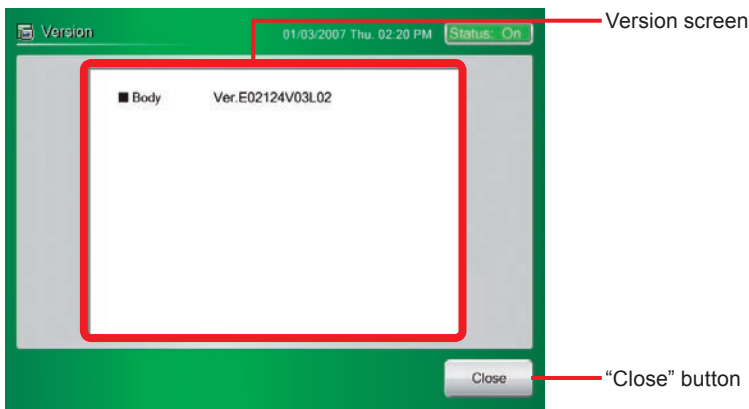 Version
01/03/2007 Thu. 02:20 PM
Status: On
Version screen
■ Body Ver.E02124V03L02
Close
“Close” button